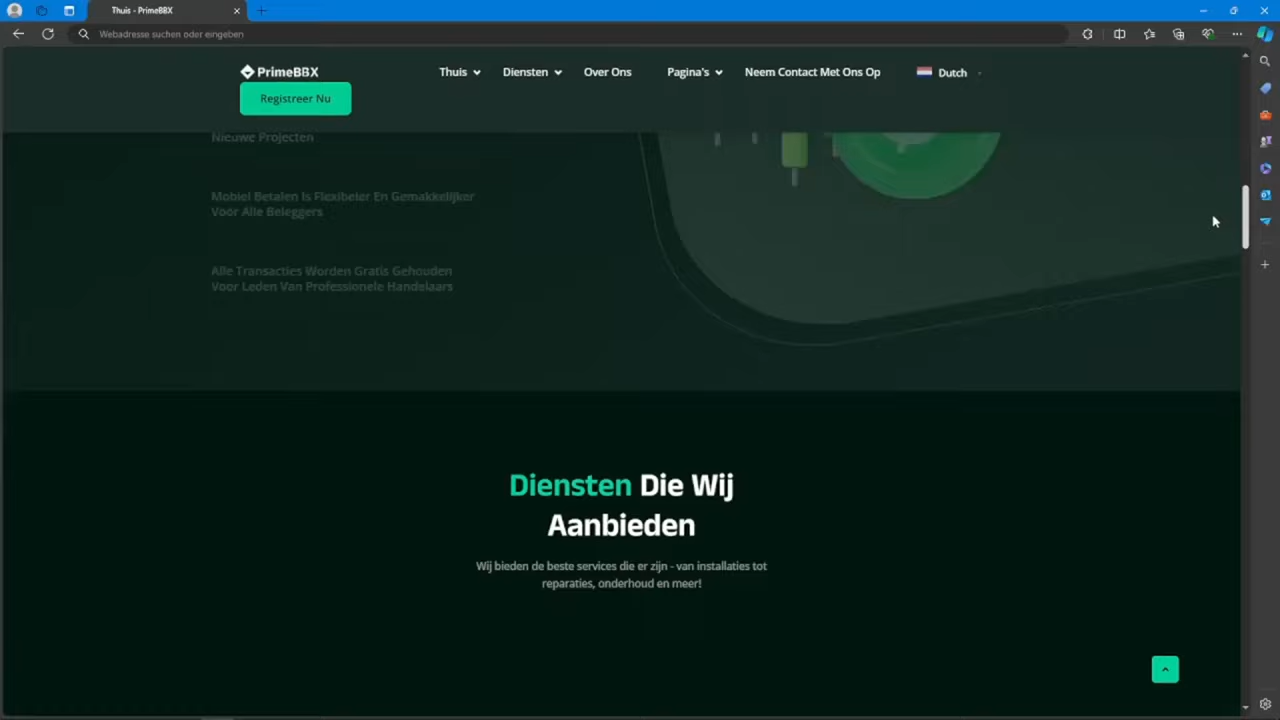 Thuis - PrimeBBX
Webadresse suchen oder eingeben
PrimeBBX
Thuis
Diensten
Over Ons
Pagina's
Neem Contact Met Ons Op
Dutch
Registreer Nu
Nieuwe Projecten
Mobiel Betalen Is Flexibeler En Gemakkelijker
Voor Alle Beleggers
Alle Transacties Worden Gratis Gehouden
Voor Leden Van Professionele Handelaars
Diensten Die Wij
Aanbieden
Wij bieden de beste services die er zijn - van installaties tot
reparaties, onderhoud en meer!